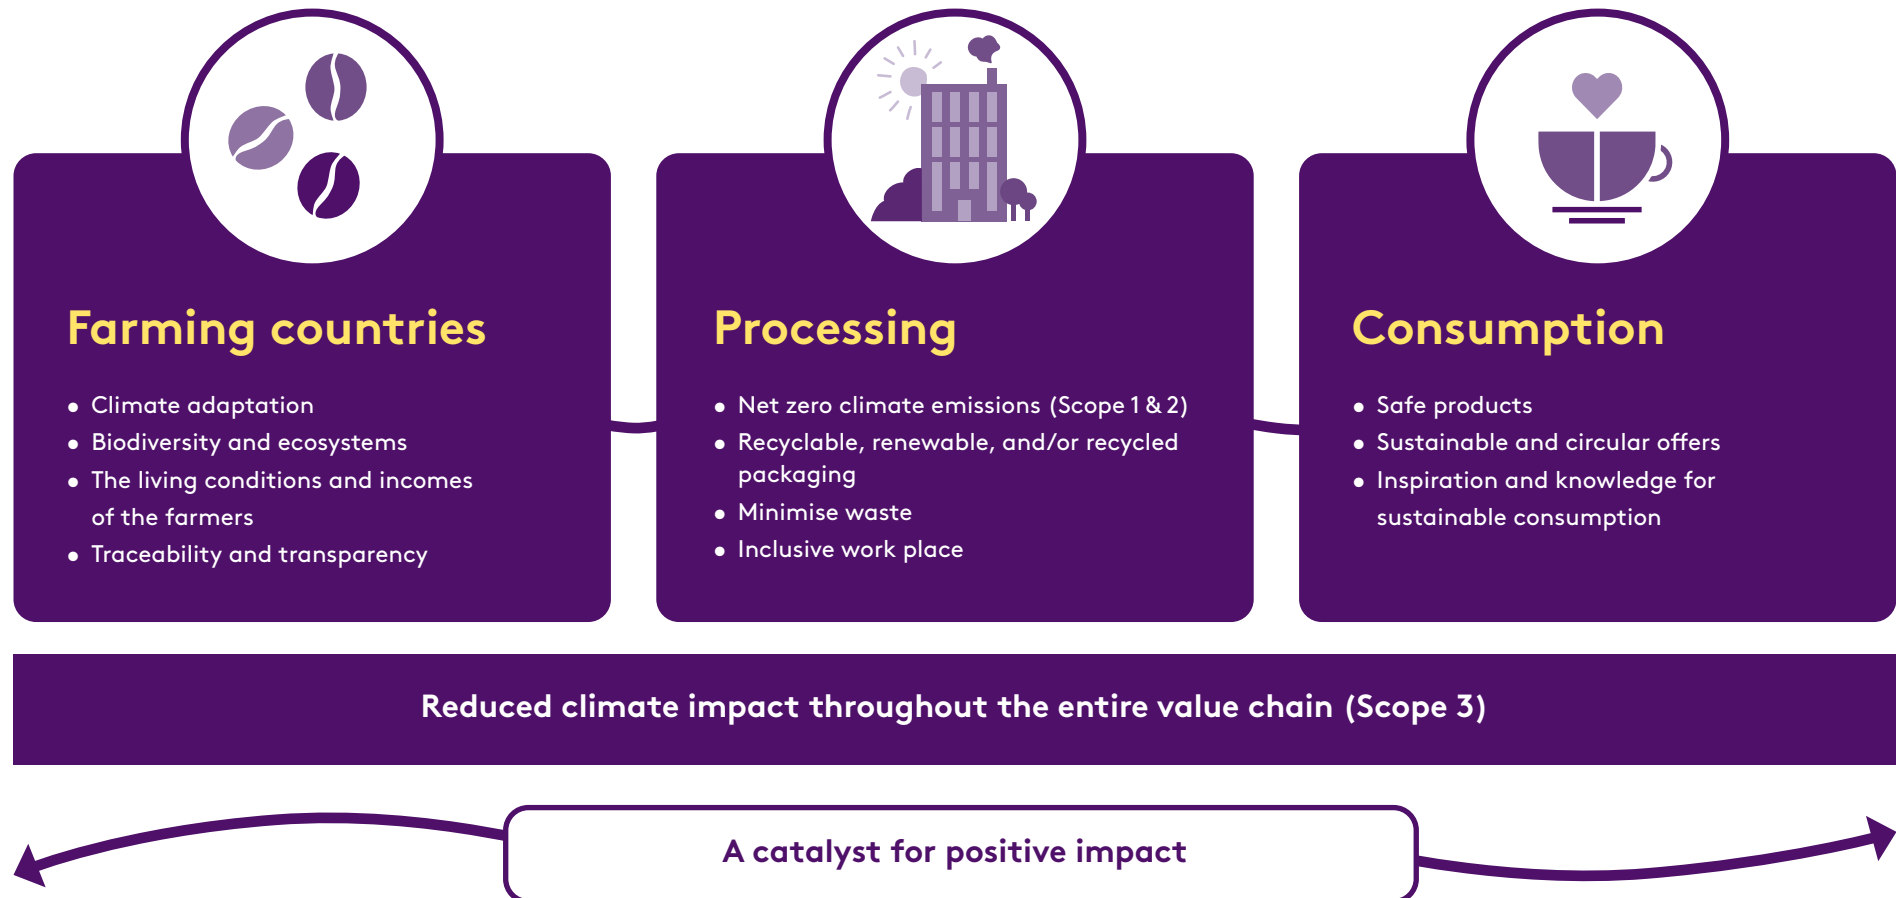 Farming countries
• Climate adaptation
• Biodiversity and ecosystems
• The living conditions and incomes
of the farmers
• Traceability and transparency
Processing
• Net zero climate emissions (Scope 1 & 2)
• Recyclable, renewable, and/or recycled
packaging
• Minimise waste
• Inclusive work place
Consumption
• Safe products
• Sustainable and circular offers
• Inspiration and knowledge for
sustainable consumption
Reduced climate impact throughout the entire value chain (Scope 3)
A catalyst for positive impact